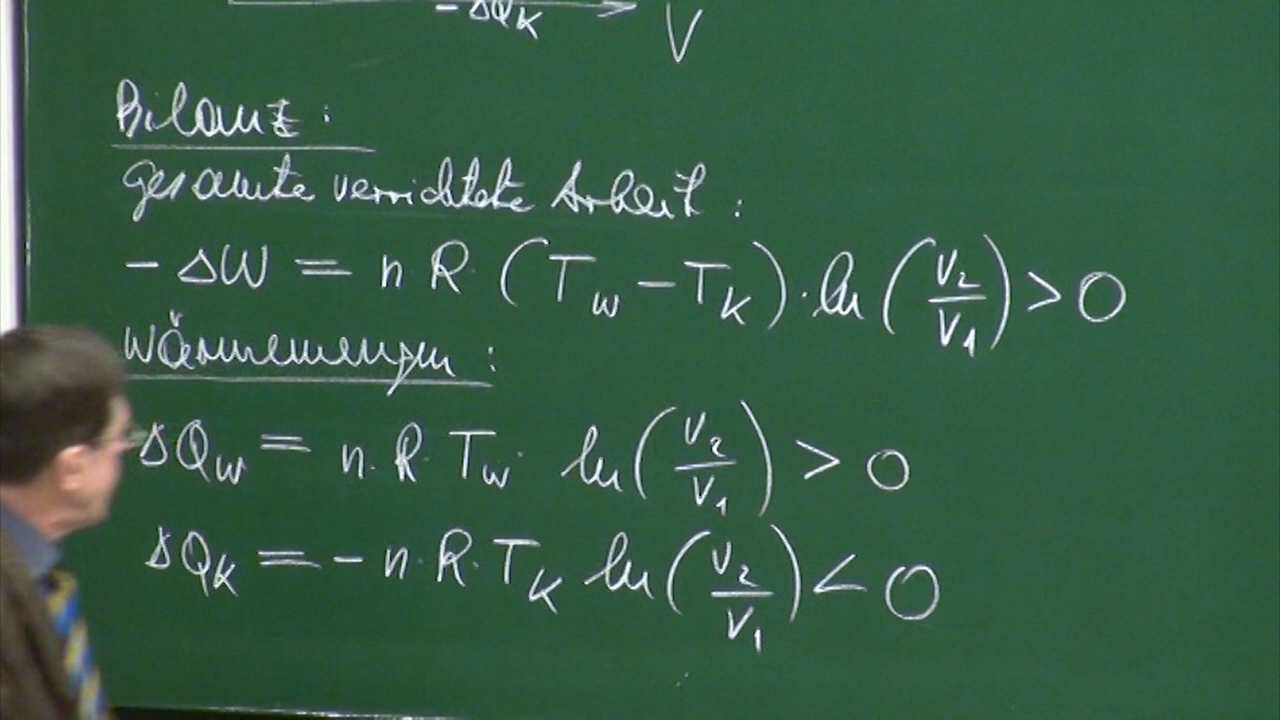 - ΔQ_K V
Bilanz:
gesamte verrichtete Arbeit:
- ΔW = n R (T_W - T_K) · ln (V_2/V_1) > 0
Wärmemengen:
ΔQ_W = n · R · T_W · ln (V_2/V_1) > 0
ΔQ_K = - n · R · T_K ln (V_2/V_1) < 0